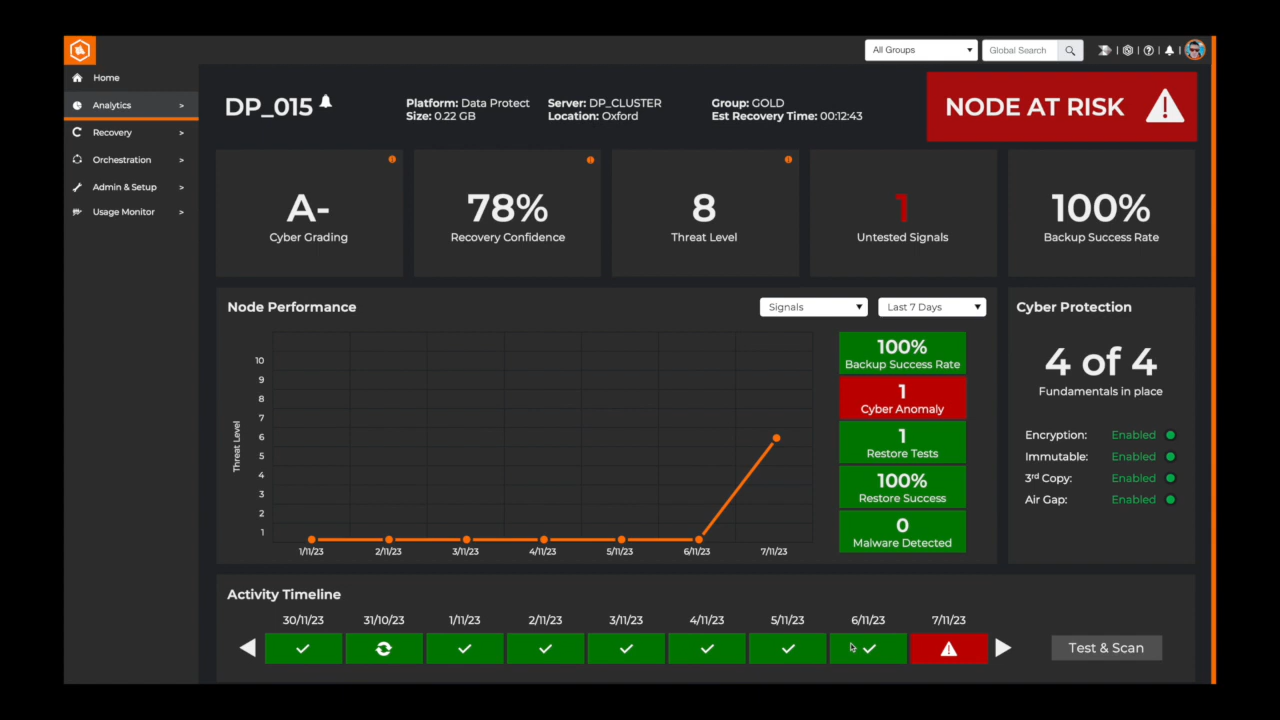 All Groups
Global Search
Home
Analytics >
Recovery >
Orchestration >
Admin & Setup >
Usage Monitor >
DP_015
Platform: Data Protect
Size: 0.22 GB
Server: DP_CLUSTER
Location: Oxford
Group: GOLD
Est Recovery Time: 00:12:43
NODE AT RISK
A-
Cyber Grading
78%
Recovery Confidence
8
Threat Level
1
Untested Signals
100%
Backup Success Rate
Node Performance
Signals
Last 7 Days
Threat Level
10
9
8
7
6
5
4
3
2
1
1/11/23 2/11/23 3/11/23 4/11/23 5/11/23 6/11/23 7/11/23
100%
Backup Success Rate
1
Cyber Anomaly
1
Restore Tests
100%
Restore Success
0
Malware Detected
Cyber Protection
4 of 4
Fundamentals in place
Encryption: Enabled
Immutable: Enabled
3rd Copy: Enabled
Air Gap: Enabled
Activity Timeline
30/11/23 31/10/23 1/11/23 2/11/23 3/11/23 4/11/23 5/11/23 6/11/23 7/11/23
Test & Scan